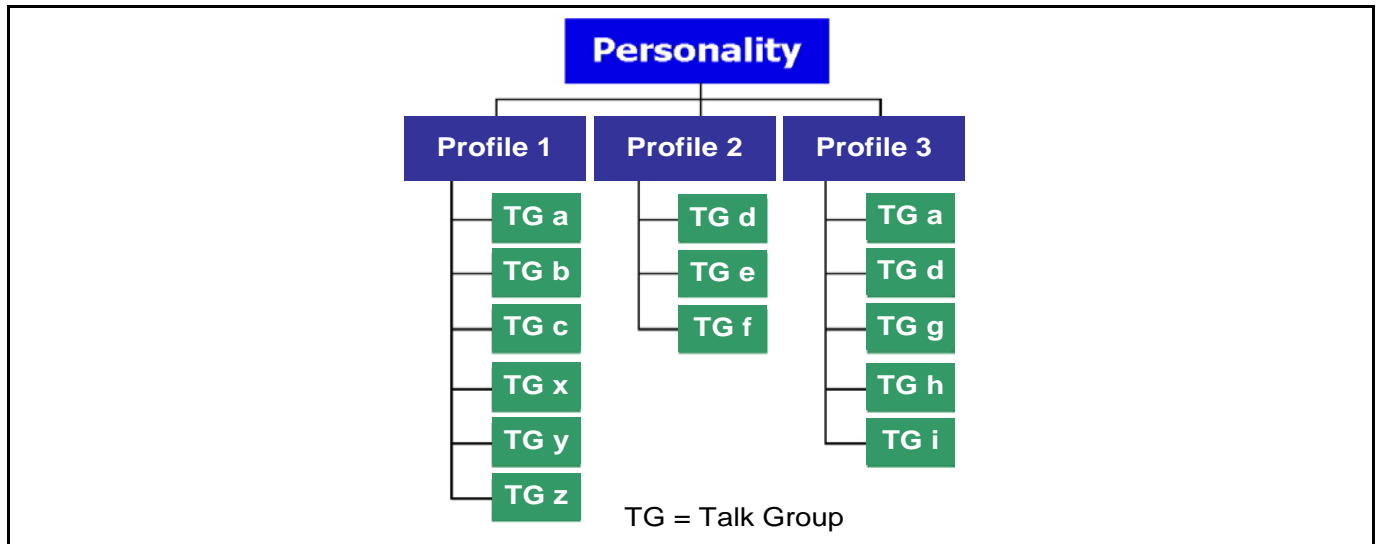 Personality
Profile 1
TG a
TG b
TG c
TG x
TG y
TG z
Profile 2
TG d
TG e
TG f
Profile 3
TG a
TG d
TG g
TG h
TG i
TG = Talk Group